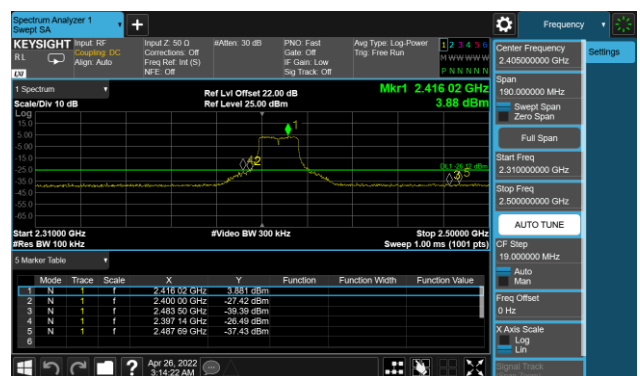 Spectrum Analyzer 1
Swept SA
Frequency
KEYSIGHT
Input: RF
Input Z: 50 Ω
#Atten: 30 dB
PNO: Fast
Avg Type: Log-Power
1 2 3 4 5 6
RL
Coupling: DC
Corrections: Off
Gate: Off
Trig: Free Run
M W W W W W
Align: Auto
Freq Ref: Int (S)
IF Gain: Low
P N N N N N
LXI
NFE: Off
Sig Track: Off
1 Spectrum
Ref Lvl Offset 22.00 dB
Mkr1 2.416 02 GHz
Scale/Div 10 dB
Ref Level 25.00 dBm
3.88 dBm
Log
15.0
5.00
-5.00
-15.0
-25.0
-35.0
-45.0
-55.0
-65.0
1
DL1 -26.12 dBm
Start 2.31000 GHz
#Video BW 300 kHz
Stop 2.50000 GHz
#Res BW 100 kHz
Sweep 1.00 ms (1001 pts)
5 Marker Table
Mode Trace Scale X Y Function Function Width Function Value
1 N 1 f 2.416 02 GHz 3.881 dBm
2 N 1 f 2.400 00 GHz -27.42 dBm
3 N 1 f 2.483 50 GHz -39.39 dBm
4 N 1 f 2.397 14 GHz -26.49 dBm
5 N 1 f 2.487 69 GHz -37.43 dBm
6
?
Apr 26, 2022
3:14:22 AM
Settings
Center Frequency
2.405000000 GHz
Span
190.000000 MHz
Swept Span
Zero Span
Full Span
Start Freq
2.310000000 GHz
Stop Freq
2.500000000 GHz
AUTO TUNE
CF Step
19.000000 MHz
Auto
Man
Freq Offset
0 Hz
X Axis Scale
Log
Lin
Signal Track